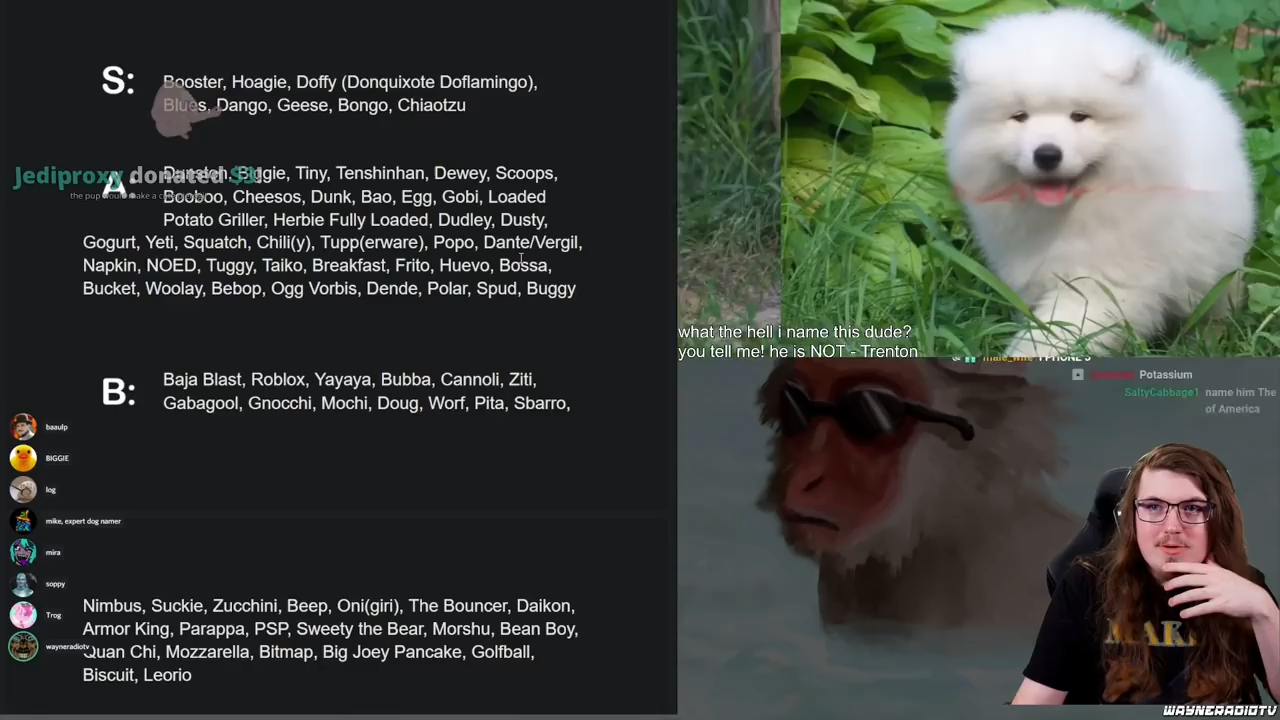 S:
Booster, Hoagie, Doffy (Donquixote Doflamingo),
Blues, Dango, Geese, Bongo, Chiaotzu
Jediproxy donated $3!
A:
Biggie, Tiny, Tenshinhan, Dewey, Scoops,
Booboo, Cheesos, Dunk, Bao, Egg, Gobi, Loaded
Potato Griller, Herbie Fully Loaded, Dudley, Dusty,
Gogurt, Yeti, Squatch, Chili(y), Tupp(erware), Popo, Dante/Vergil,
Napkin, NOED, Tuggy, Taiko, Breakfast, Frito, Huevo, Bossa,
Bucket, Woolay, Bebop, Ogg Vorbis, Dende, Polar, Spud, Buggy
B:
Baja Blast, Roblox, Yayaya, Bubba, Cannoli, Ziti,
Gabagool, Gnocchi, Mochi, Doug, Worf, Pita, Sbarro,
baaulp
BIGGIE
log
mike, expert dog namer
mira
soppy
Trog
wayneradiotv
Nimbus, Suckie, Zucchini, Beep, Oni(giri), The Bouncer, Daikon,
Armor King, Parappa, PSP, Sweety the Bear, Morshu, Bean Boy,
Quan Chi, Mozzarella, Bitmap, Big Joey Pancake, Golfball,
Biscuit, Leorio
what the hell i name this dude?
you tell me! he is NOT - Trenton
Potassium
SaltyCabbage1 name him The
of America
WAYNERADIOTV